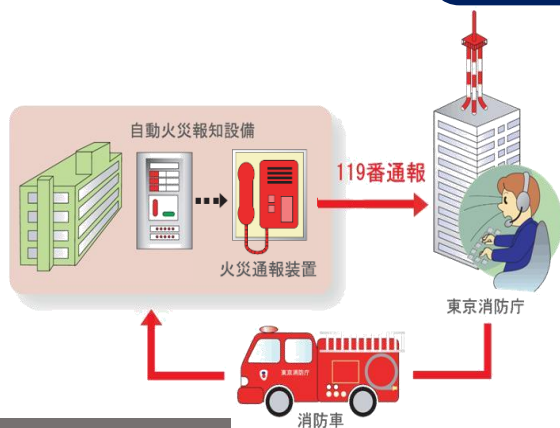 自動火災報知設備
119番通報
火災通報装置
東京消防庁
東京消防庁
消防車